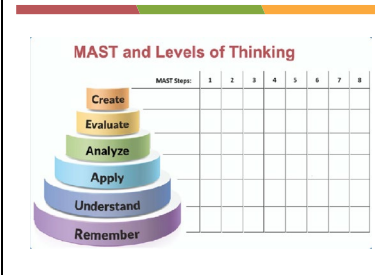 MAST and Levels of Thinking
MAST Steps: 1 2 3 4 5 6 7 8
Create
Evaluate
Analyze
Apply
Understand
Remember